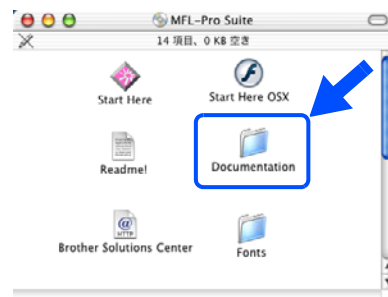 MFL-Pro Suite
14 項目、0 KB 空き
Start Here
Start Here OSX
Readme!
Documentation
@
HTTP
Brother Solutions Center
Fonts